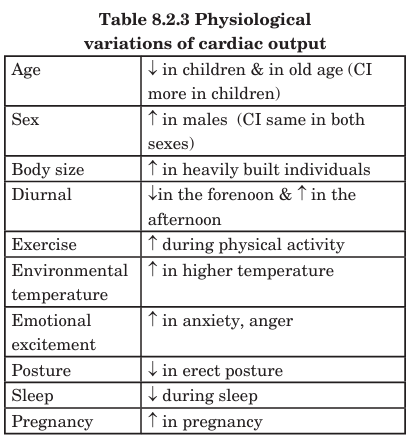 Table 8.2.3 Physiological
variations of cardiac output
Age ↓ in children & in old age (CI
more in children)
Sex ↑ in males (CI same in both
sexes)
Body size ↑ in heavily built individuals
Diurnal ↓in the forenoon & ↑ in the
afternoon
Exercise ↑ during physical activity
Environmental ↑ in higher temperature
temperature
Emotional ↑ in anxiety, anger
excitement
Posture ↓ in erect posture
Sleep ↓ during sleep
Pregnancy ↑ in pregnancy